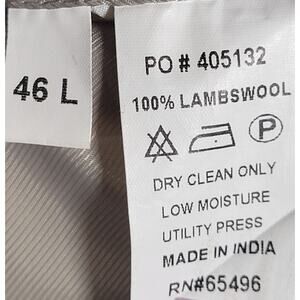 46 L
PO # 405132
100% LAMBSWOOL
P
DRY CLEAN ONLY
LOW MOISTURE
UTILITY PRESS
MADE IN INDIA
RN#65496